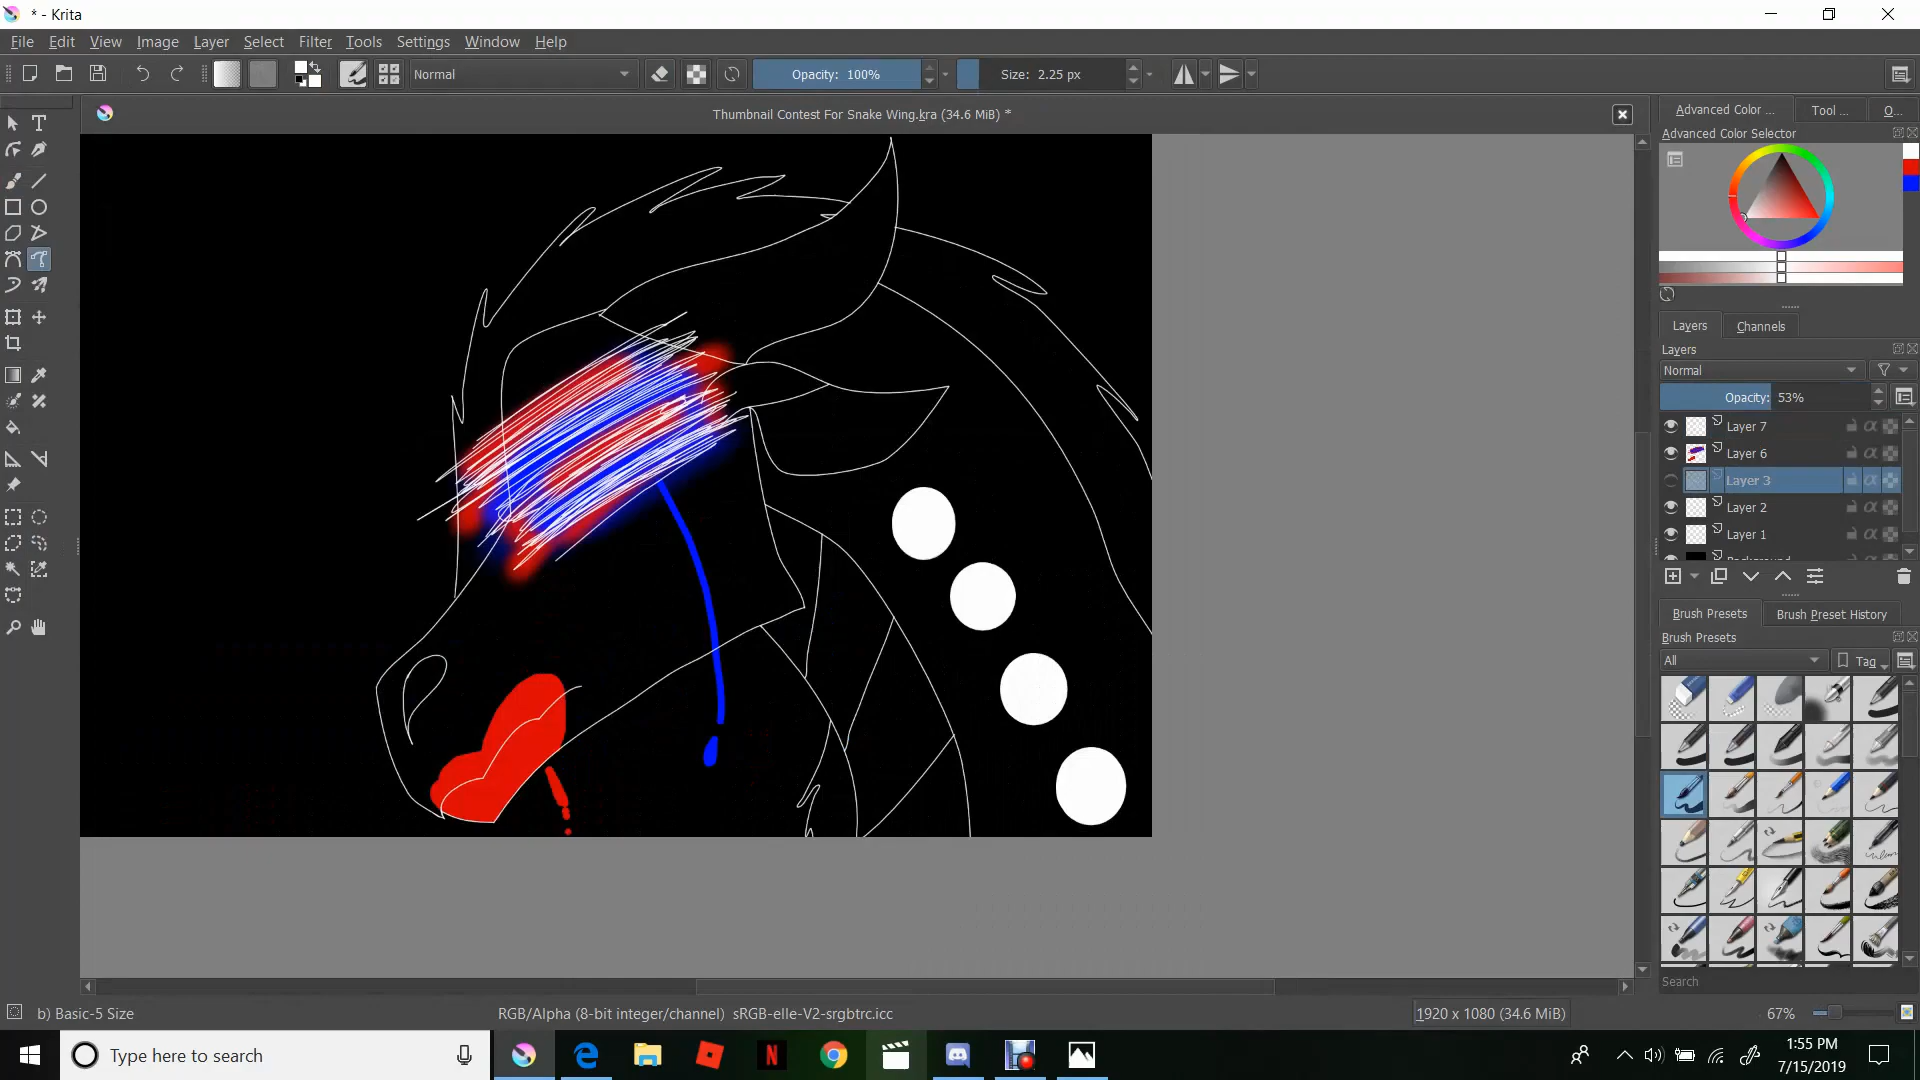 * - Krita
File Edit View Image Layer Select Filter Tools Settings Window Help
Normal Opacity: 100% Size: 2.25 px
Thumbnail Contest For Snake Wing.kra (34.6 MiB) *
Advanced Color ... Tool ... O...
Advanced Color Selector
Layers Channels
Layers
Normal
Opacity: 53%
Layer 7
Layer 6
Layer 3
Layer 2
Layer 1
Background
Brush Presets Brush Preset History
Brush Presets
All Tag
Search
b) Basic-5 Size RGB/Alpha (8-bit integer/channel) sRGB-elle-V2-srgbtrc.icc 1920 x 1080 (34.6 MiB) 67%
Type here to search
1:55 PM
7/15/2019